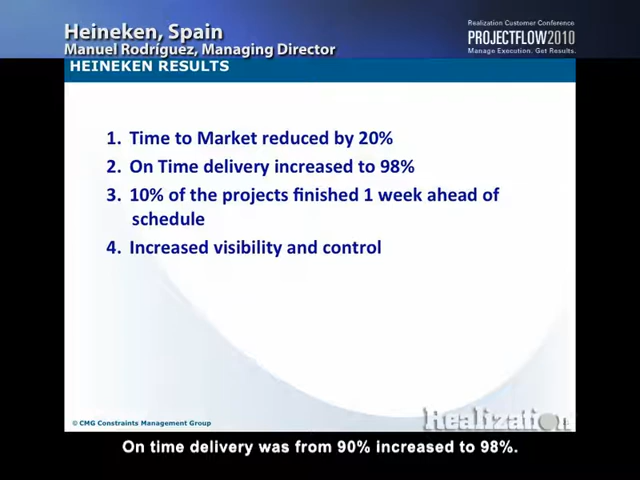 Heineken, Spain
Manuel Rodríguez, Managing Director
Realization Customer Conference
PROJECTFLOW2010
Manage Execution. Get Results.
HEINEKEN RESULTS
1. Time to Market reduced by 20%
2. On Time delivery increased to 98%
3. 10% of the projects finished 1 week ahead of
schedule
4. Increased visibility and control
© CMG Constraints Management Group
Realization
On time delivery was from 90% increased to 98%.